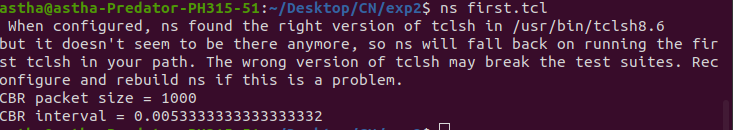 astha@astha-Predator-PH315-51:~/Desktop/CN/exp2$ ns first.tcl
 When configured, ns found the right version of tclsh in /usr/bin/tclsh8.6
but it doesn't seem to be there anymore, so ns will fall back on running the fir
st tclsh in your path. The wrong version of tclsh may break the test suites. Rec
onfigure and rebuild ns if this is a problem.
CBR packet size = 1000
CBR interval = 0.0053333333333333332